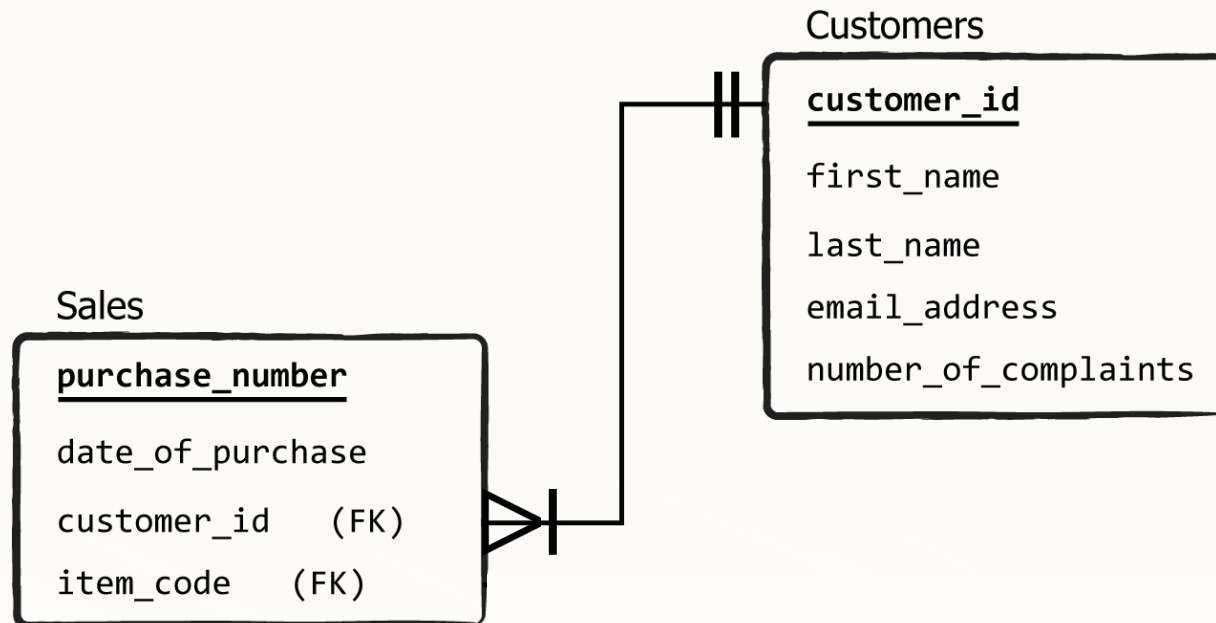 Customers
customer_id
first_name
last_name
email_address
number_of_complaints
Sales
purchase_number
date_of_purchase
customer_id (FK)
item_code (FK)